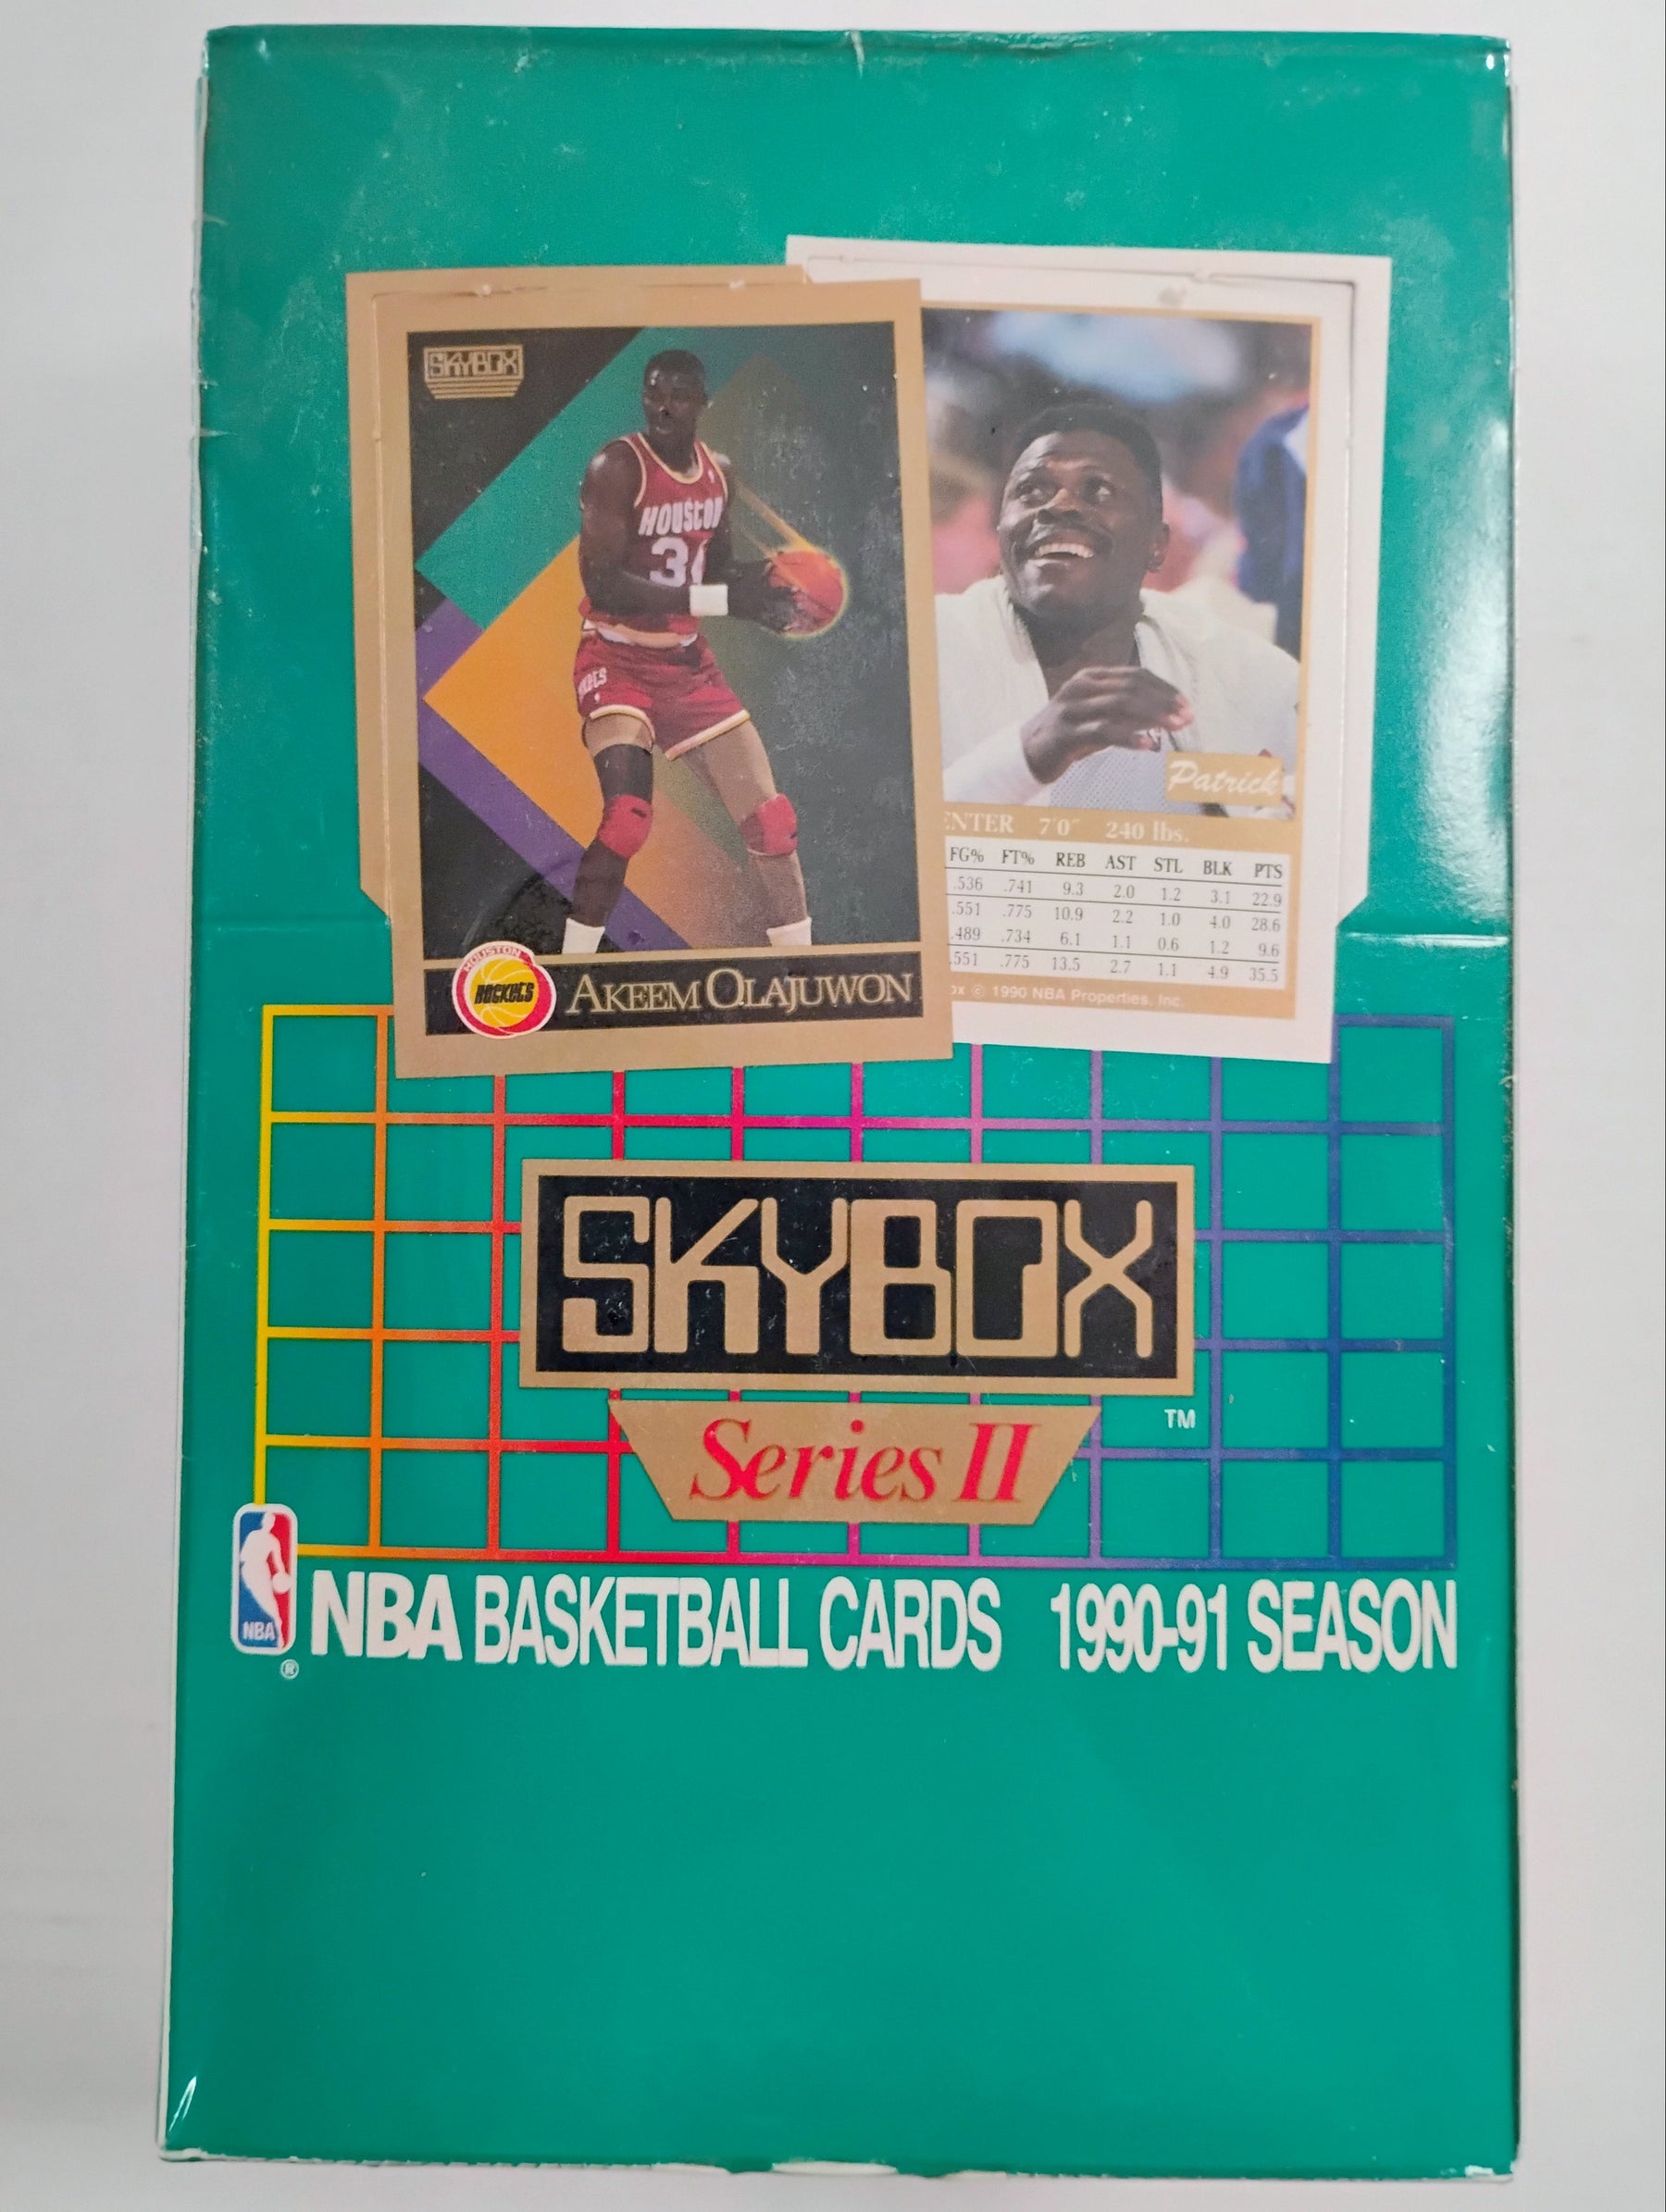 SKYBOX
HOUSTON
34
ROCKETS
HOUSTON
ROCKETS
AKEEM OLAJUWON
Patrick
ENTER 7'0" 240 lbs.
FG% FT% REB AST STL BLK PTS
.536 .741 9.3 2.0 1.2 3.1 22.9
.551 .775 10.9 2.2 1.0 4.0 28.6
.489 .734 6.1 1.1 0.6 1.2 9.6
.551 .775 13.5 2.7 1.1 4.9 35.5
ox © 1990 NBA Properties, Inc.
SKYBOX
TM
Series II
NBA
®
NBA BASKETBALL CARDS 1990-91 SEASON